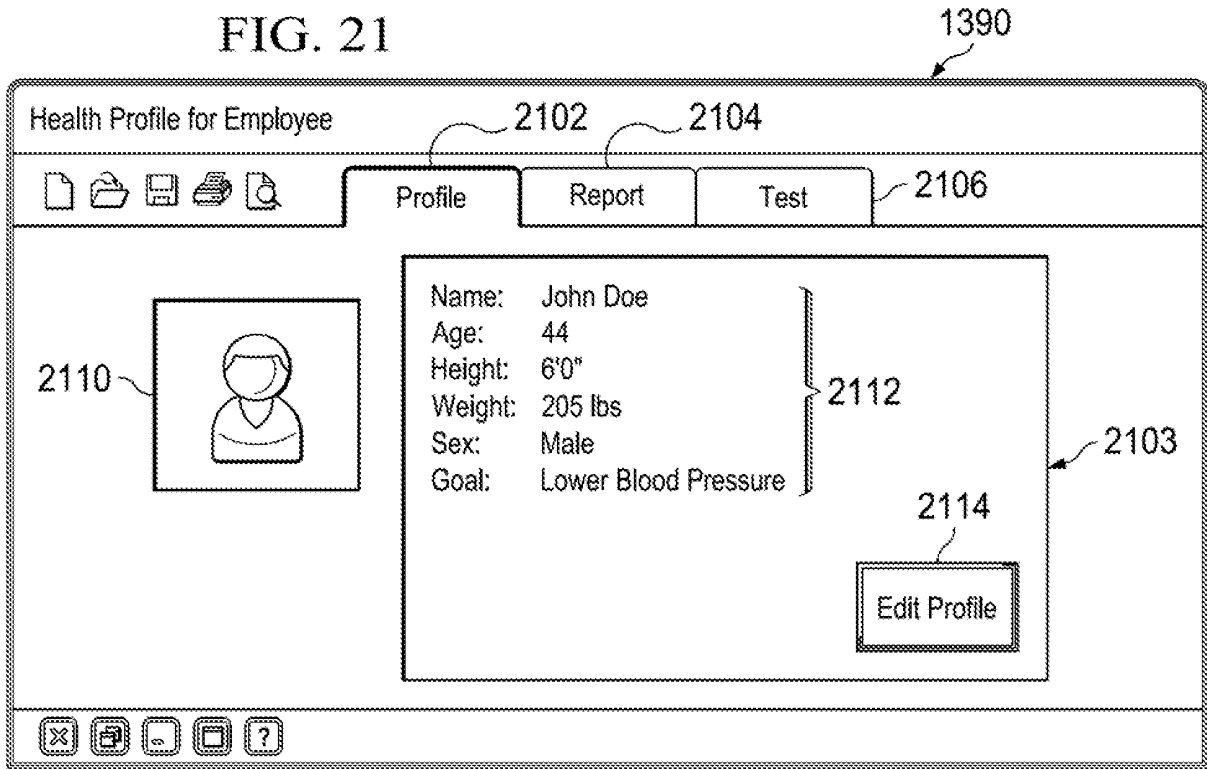 FIG. 21
1390
Health Profile for Employee
2102
2104
Profile
Report
Test
2106
Name: John Doe
Age: 44
Height: 6'0"
Weight: 205 lbs
Sex: Male
Goal: Lower Blood Pressure
2110
2112
2103
2114
Edit Profile
?